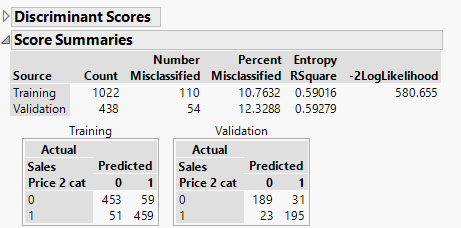 Discriminant Scores
Score Summaries
Number Percent Entropy
Source Count Misclassified Misclassified RSquare -2LogLikelihood
Training 1022 110 10.7632 0.59016 580.655
Validation 438 54 12.3288 0.59279
Training Validation
Actual Actual
Sales Predicted Sales Predicted
Price 2 cat 0 1 Price 2 cat 0 1
0 453 59 0 189 31
1 51 459 1 23 195